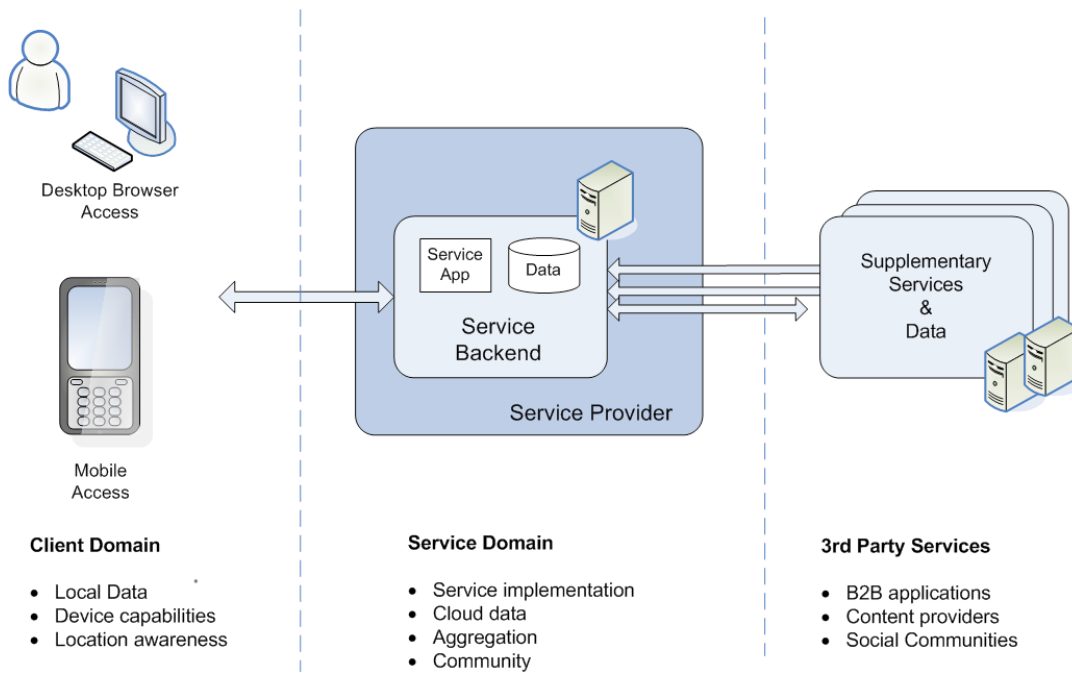 Desktop Browser
Access
Mobile
Access
Service
App
Data
Service
Backend
Service Provider
Supplementary
Services
&
Data
Client Domain
• Local Data
• Device capabilities
• Location awareness
Service Domain
• Service implementation
• Cloud data
• Aggregation
• Community
3rd Party Services
• B2B applications
• Content providers
• Social Communities